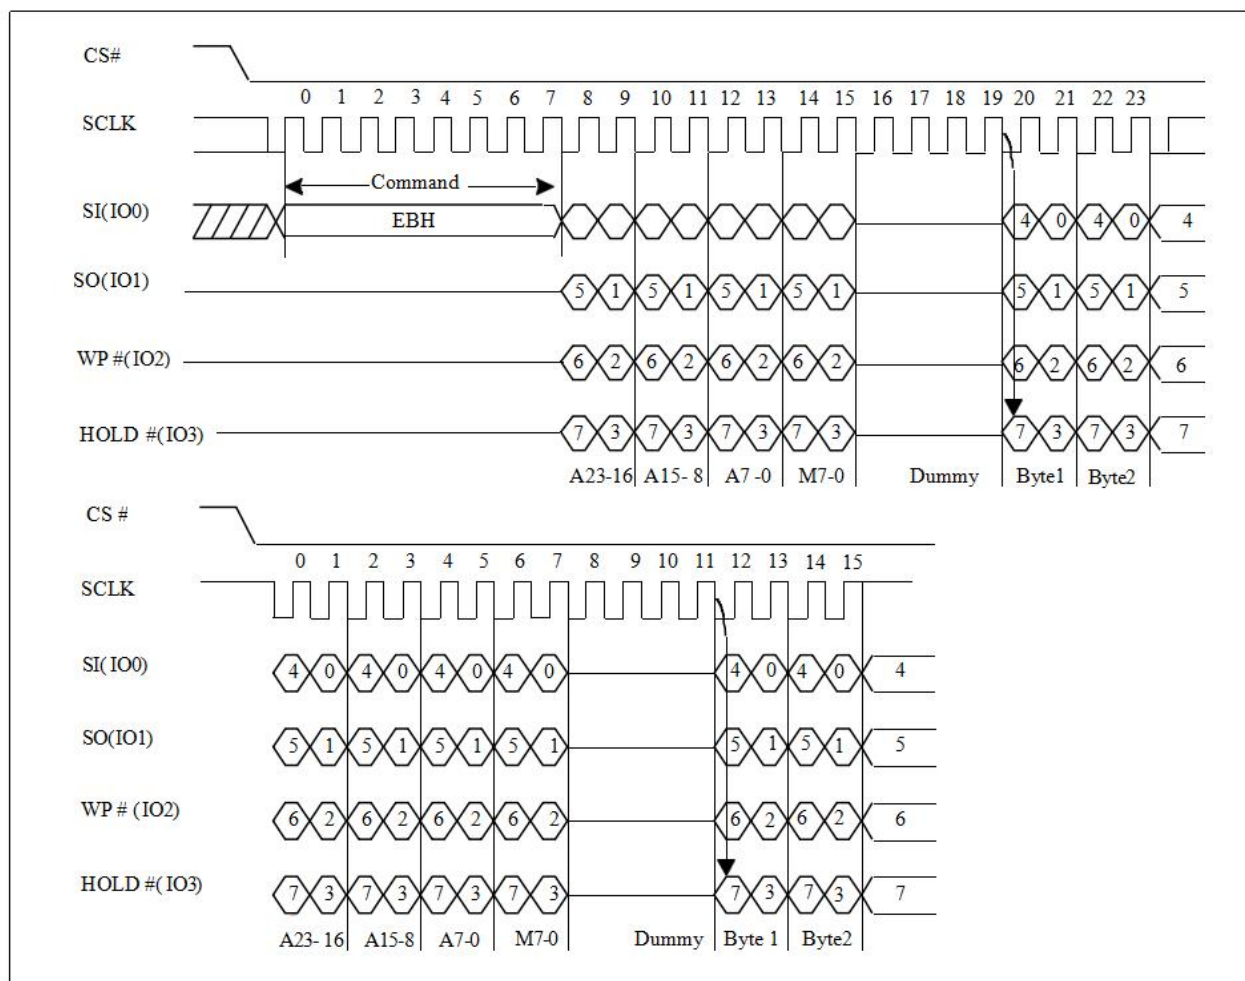 CS#
0 1 2 3 4 5 6 7 8 9 10 11 12 13 14 15 16 17 18 19 20 21 22 23
SCLK
Command
SI(IO0) EBH 4 0 4 0 4
SO(IO1) 5 1 5 1 5 1 5 1 5 1 5 1 5
WP #(IO2) 6 2 6 2 6 2 6 2 6 2 6 2 6
HOLD #(IO3) 7 3 7 3 7 3 7 3 7 3 7 3 7
A23-16 A15- 8 A7 -0 M7-0 Dummy Byte1 Byte2
CS #
0 1 2 3 4 5 6 7 8 9 10 11 12 13 14 15
SCLK
SI(IO0) 4 0 4 0 4 0 4 0 4 0 4 0 4
SO(IO1) 5 1 5 1 5 1 5 1 5 1 5 1 5
WP # (IO2) 6 2 6 2 6 2 6 2 6 2 6 2 6
HOLD #(IO3) 7 3 7 3 7 3 7 3 7 3 7 3 7
A23- 16 A15-8 A7-0 M7-0 Dummy Byte 1 Byte2